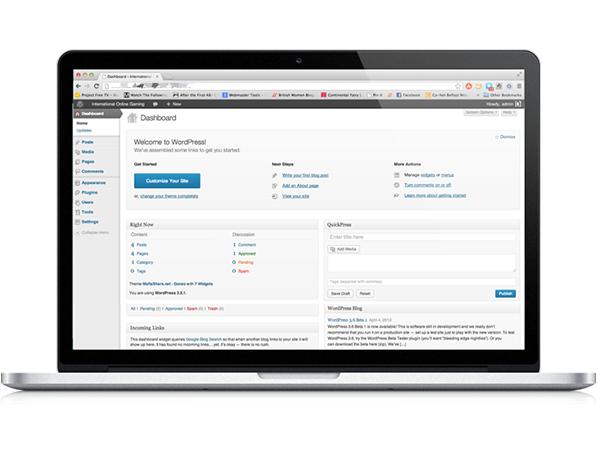 Dashboard ‹ International
Project Free TV
Watch The Following
After the First 48
Webmaster Tools
British Women Blog
Continental Fairy
Facebook
Co-Net Belfast Minis
Other Bookmarks
International Online Gaming
+ New
Howdy, admin
Dashboard
Home
Updates
Posts
Media
Pages
Comments
Appearance
Plugins
Users
Tools
Settings
Collapse menu
Dashboard
Screen Options
Help
Welcome to WordPress!
Dismiss
We've assembled some links to get you started:
Get Started
Customize Your Site
or, change your theme completely
Next Steps
Write your first blog post
Add an About page
View your site
More Actions
Manage widgets or menus
Turn comments on or off
Learn more about getting started
Right Now
Content
Discussion
4 Posts
1 Comment
4 Pages
1 Approved
1 Category
0 Pending
0 Tags
0 Spam
Theme MafiaShare.net - Gonzo with 7 Widgets
You are using WordPress 3.5.1.
All | Pending (0) | Approved | Spam (0) | Trash (0)
Incoming Links
This dashboard widget queries Google Blog Search so that when another blog links to your site it will
show up here. It has found no incoming links... yet. It's okay — there is no rush.
QuickPress
Enter title here
Add Media
Tags (separate with commas)
Save Draft
Reset
Publish
WordPress Blog
WordPress 3.6 Beta 1 April 4, 2013
WordPress 3.6 Beta 1 is now available! This is software still in development and we really don't
recommend that you run it on a production site — set up a test site just to play with the new version. To test
WordPress 3.6, try the WordPress Beta Tester plugin (you'll want "bleeding edge nightlies"). Or you
can download the beta here (zip). We've [...]